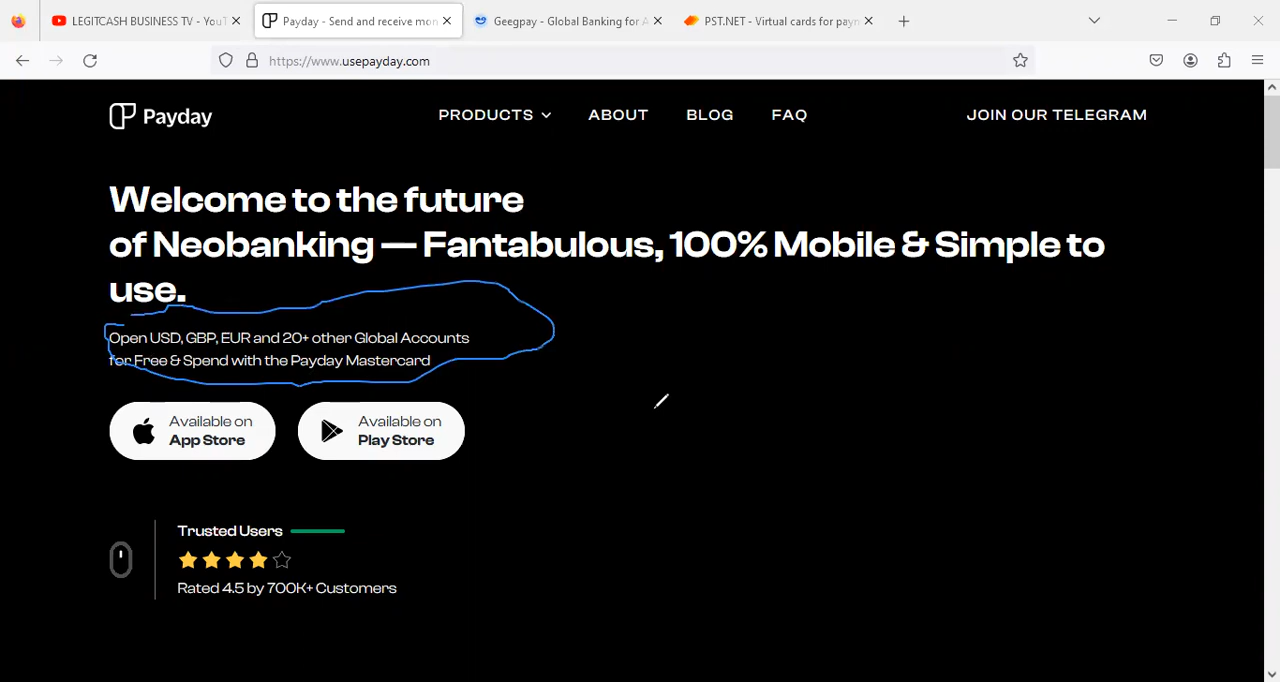 LEGITCASH BUSINESS TV - YouT
Payday - Send and receive mon
Geegpay - Global Banking for A
PST.NET - Virtual cards for paym
https://www.usepayday.com
Payday
PRODUCTS
ABOUT
BLOG
FAQ
JOIN OUR TELEGRAM
Welcome to the future
of Neobanking — Fantabulous, 100% Mobile & Simple to
use.
Open USD, GBP, EUR and 20+ other Global Accounts
for Free & Spend with the Payday Mastercard
Available on
App Store
Available on
Play Store
Trusted Users
Rated 4.5 by 700K+ Customers